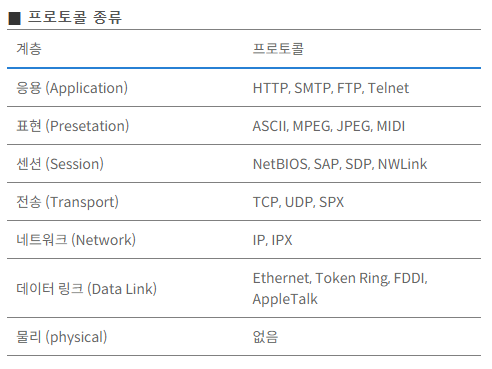 ■ 프로토콜 종류
계층 프로토콜
응용 (Application) HTTP, SMTP, FTP, Telnet
표현 (Presetation) ASCII, MPEG, JPEG, MIDI
센션 (Session) NetBIOS, SAP, SDP, NWLink
전송 (Transport) TCP, UDP, SPX
네트워크 (Network) IP, IPX
데이터 링크 (Data Link) Ethernet, Token Ring, FDDI,
AppleTalk
물리 (physical) 없음